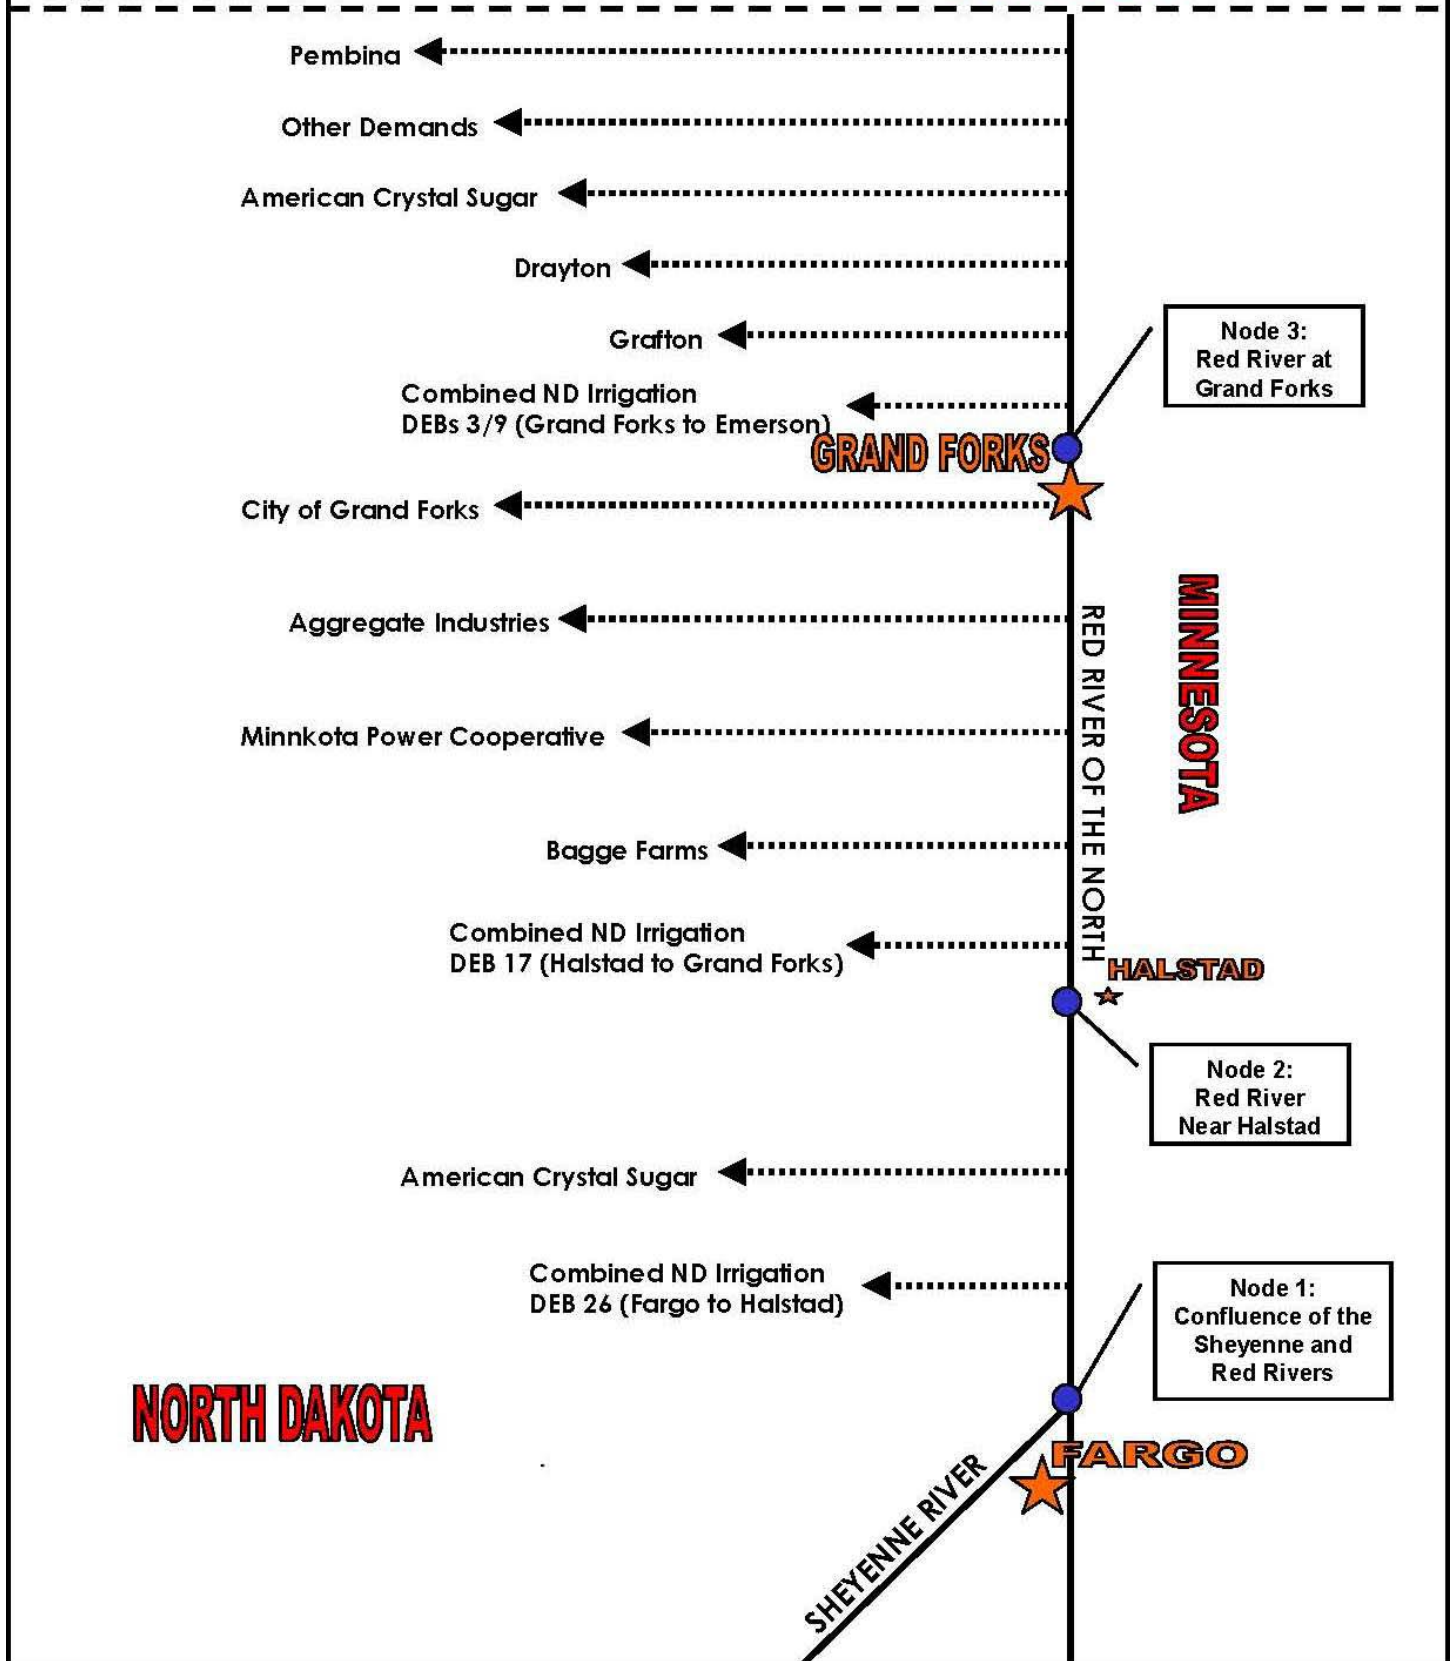 Pembina
Other Demands
American Crystal Sugar
Drayton
Grafton
Node 3:
Red River at
Grand Forks
Combined ND Irrigation
DEBs 3/9 (Grand Forks to Emerson)
GRAND FORKS
City of Grand Forks
Aggregate Industries
RED RIVER OF THE NORTH
MINNESOTA
Minnkota Power Cooperative
Bagge Farms
Combined ND Irrigation
DEB 17 (Halstad to Grand Forks)
HALSTAD
Node 2:
Red River
Near Halstad
American Crystal Sugar
Combined ND Irrigation
DEB 26 (Fargo to Halstad)
Node 1:
Confluence of the
Sheyenne and
Red Rivers
NORTH DAKOTA
FARGO
SHEYENNE RIVER